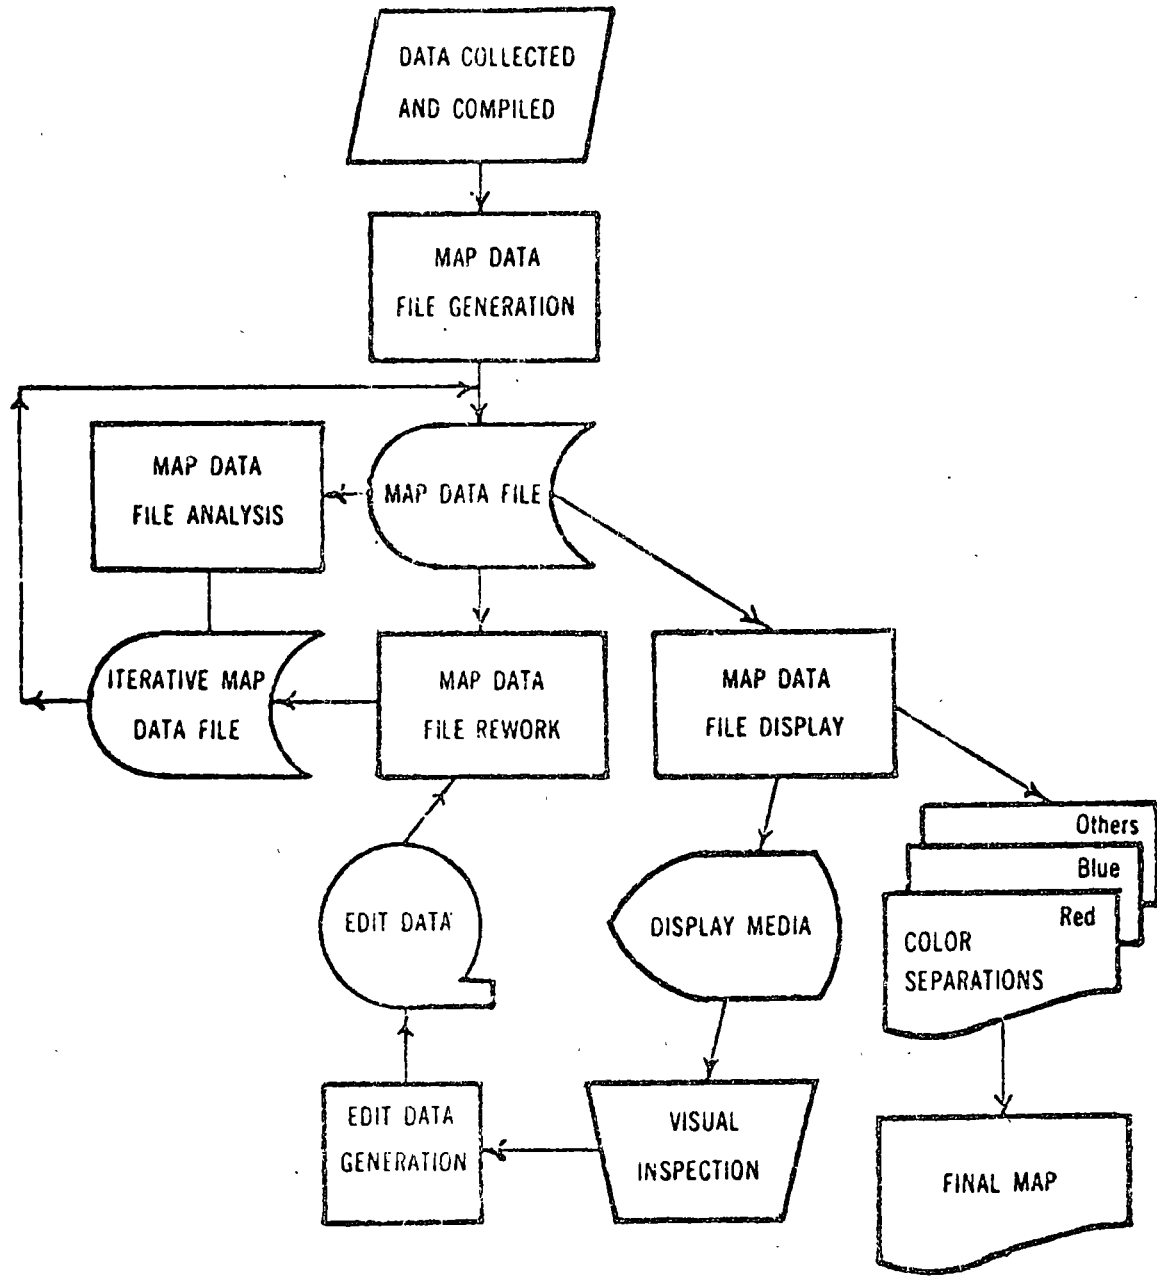 DATA COLLECTED
AND COMPILED
MAP DATA
FILE GENERATION
MAP DATA
FILE ANALYSIS
MAP DATA FILE
ITERATIVE MAP
DATA FILE
MAP DATA
FILE REWORK
MAP DATA
FILE DISPLAY
Others
Blue
Red
COLOR
SEPARATIONS
EDIT DATA
DISPLAY MEDIA
EDIT DATA
GENERATION
VISUAL
INSPECTION
FINAL MAP